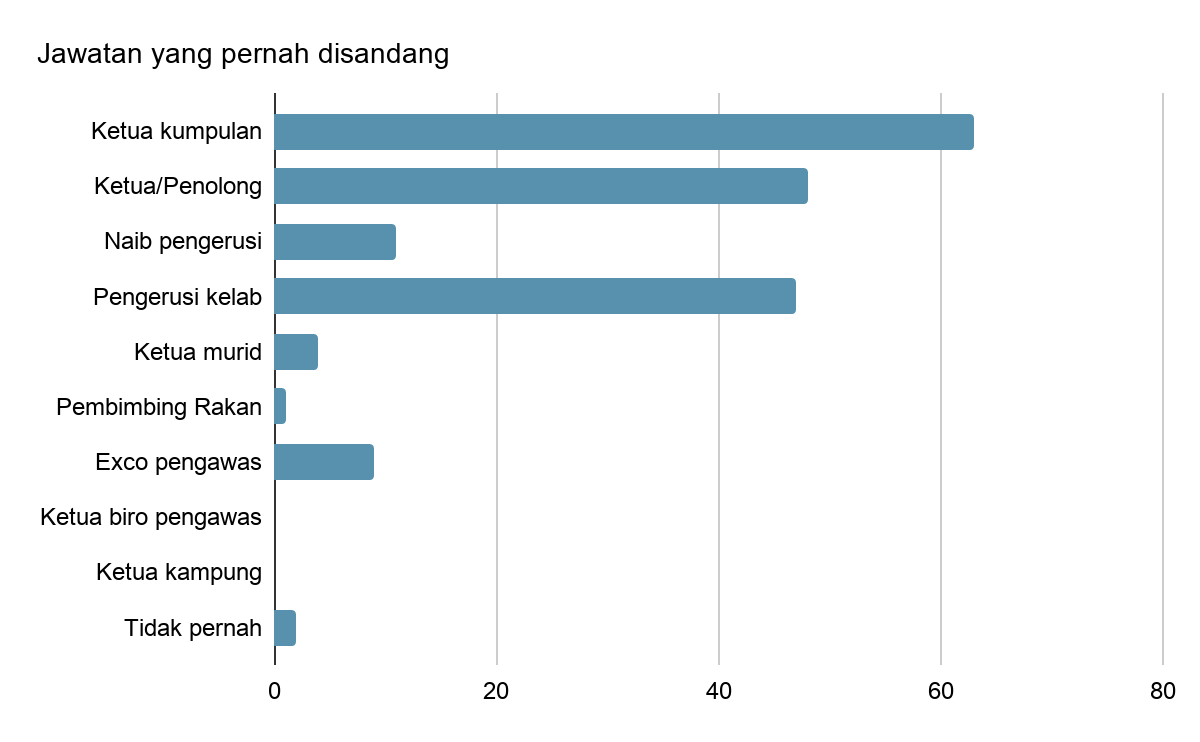 Jawatan yang pernah disandang
Ketua kumpulan
Ketua/Penolong
Naib pengerusi
Pengerusi kelab
Ketua murid
Pembimbing Rakan
Exco pengawas
Ketua biro pengawas
Ketua kampung
Tidak pernah
0 20 40 60 80